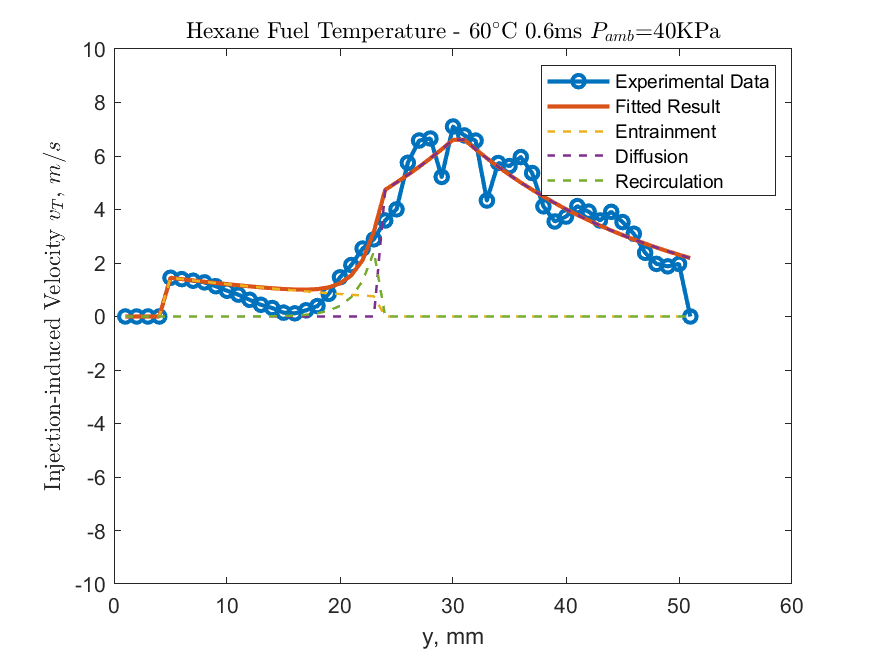 Hexane Fuel Temperature - 60°C 0.6ms P_amb=40KPa
Experimental Data
Fitted Result
Entrainment
Diffusion
Recirculation
Injection-induced Velocity v_T, m/s
10
8
6
4
2
0
-2
-4
-6
-8
-10
0 10 20 30 40 50 60
y, mm